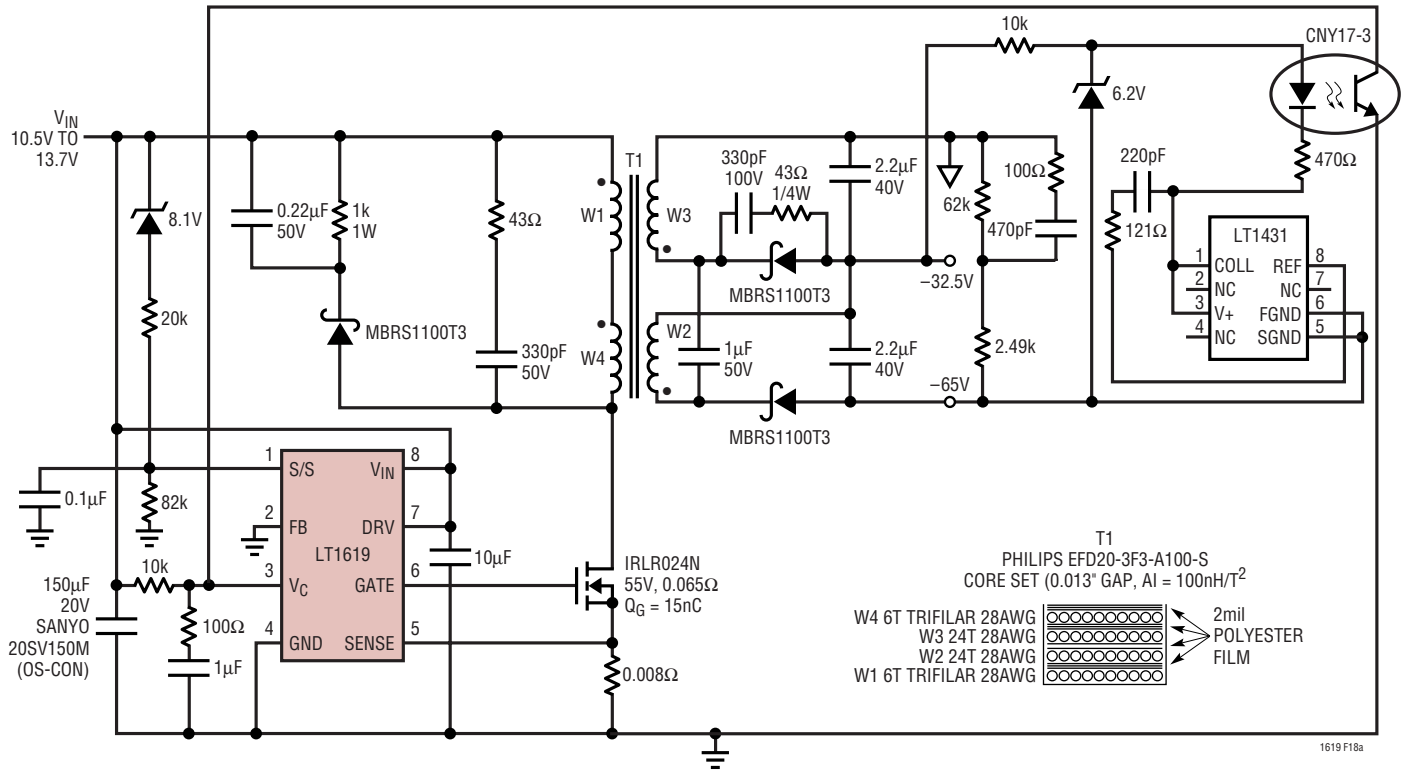 10k
CNY17-3
6.2V
VIN
10.5V TO
13.7V
T1
330pF
100V
43Ω
1/4W
2.2µF
40V
220pF
470Ω
100Ω
8.1V
0.22µF
50V
1k
1W
43Ω
W1
W3
62k
470pF
121Ω
LT1431
1
COLL
REF
8
2
NC
NC
7
3
V+
FGND
6
4
NC
SGND
5
–32.5V
MBRS1100T3
20k
MBRS1100T3
330pF
50V
W4
W2
1µF
50V
2.2µF
40V
2.49k
–65V
MBRS1100T3
1
S/S
VIN
8
0.1µF
82k
2
FB
DRV
7
LT1619
10µF
10k
3
VC
GATE
6
IRLR024N
55V, 0.065Ω
QG = 15nC
150µF
20V
SANYO
20SV150M
(OS-CON)
100Ω
1µF
4
GND
SENSE
5
0.008Ω
T1
PHILIPS EFD20-3F3-A100-S
CORE SET (0.013" GAP, AI = 100nH/T2
W4 6T TRIFILAR 28AWG
W3 24T 28AWG
W2 24T 28AWG
W1 6T TRIFILAR 28AWG
2mil
POLYESTER
FILM
1619 F18a